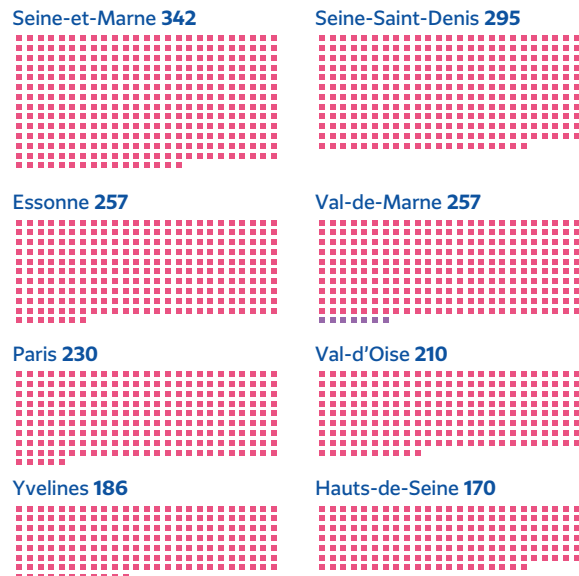 Seine-et-Marne 342
Seine-Saint-Denis 295
Essonne 257
Val-de-Marne 257
Paris 230
Val-d'Oise 210
Yvelines 186
Hauts-de-Seine 170